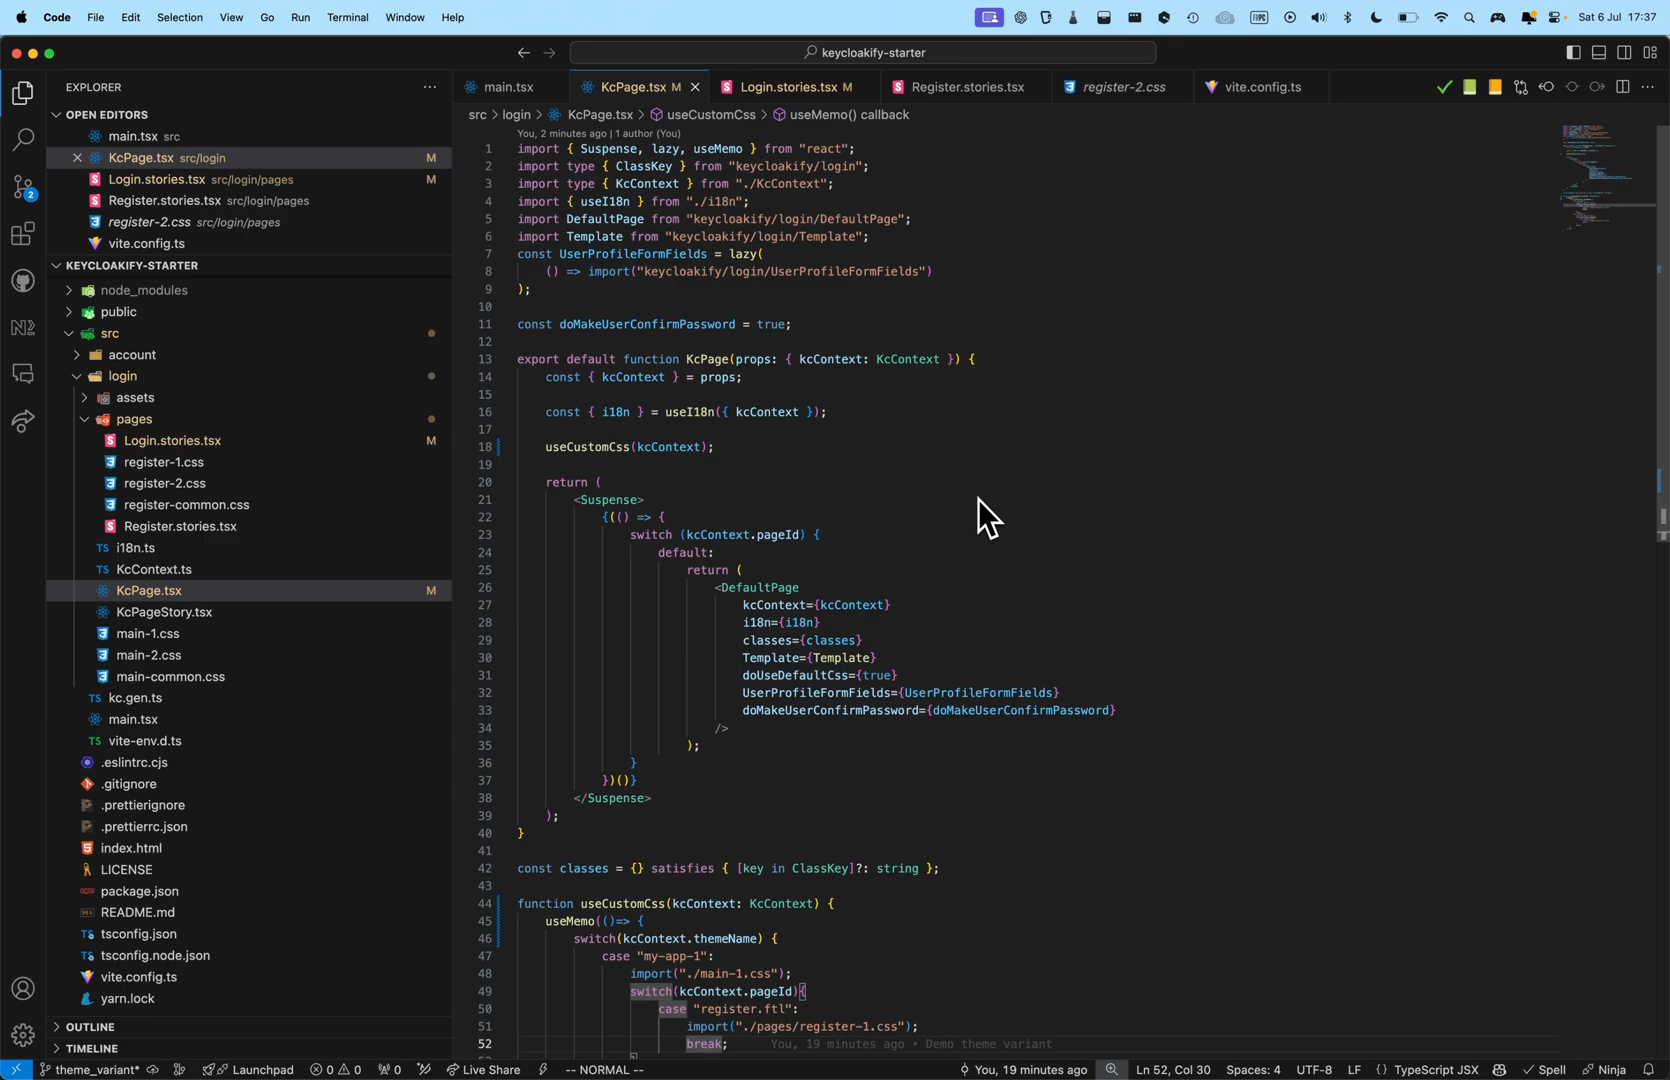 Code File Edit Selection View Go Run Terminal Window Help
Sat 6 Jul 17:37
keycloakify-starter
EXPLORER
main.tsx
KcPage.tsx M
Login.stories.tsx M
Register.stories.tsx
register-2.css
vite.config.ts
OPEN EDITORS
main.tsx src
KcPage.tsx src/login M
Login.stories.tsx src/login/pages M
Register.stories.tsx src/login/pages
register-2.css src/login/pages
vite.config.ts
KEYCLOAKIFY-STARTER
node_modules
public
src
account
login
assets
pages
Login.stories.tsx M
register-1.css
register-2.css
register-common.css
Register.stories.tsx
i18n.ts
KcContext.ts
KcPage.tsx M
KcPageStory.tsx
main-1.css
main-2.css
main-common.css
kc.gen.ts
main.tsx
vite-env.d.ts
.eslintrc.cjs
.gitignore
.prettierignore
.prettierrc.json
index.html
LICENSE
package.json
README.md
tsconfig.json
tsconfig.node.json
vite.config.ts
yarn.lock
OUTLINE
TIMELINE
2
src > login > KcPage.tsx > useCustomCss > useMemo() callback
You, 2 minutes ago | 1 author (You)
1 import { Suspense, lazy, useMemo } from "react";
2 import type { ClassKey } from "keycloakify/login";
3 import type { KcContext } from "./KcContext";
4 import { useI18n } from "./i18n";
5 import DefaultPage from "keycloakify/login/DefaultPage";
6 import Template from "keycloakify/login/Template";
7 const UserProfileFormFields = lazy(
8 () => import("keycloakify/login/UserProfileFormFields")
9 );
10
11 const doMakeUserConfirmPassword = true;
12
13 export default function KcPage(props: { kcContext: KcContext }) {
14 const { kcContext } = props;
15
16 const { i18n } = useI18n({ kcContext });
17
18 useCustomCss(kcContext);
19
20 return (
21 <Suspense>
22 {(() => {
23 switch (kcContext.pageId) {
24 default:
25 return (
26 <DefaultPage
27 kcContext={kcContext}
28 i18n={i18n}
29 classes={classes}
30 Template={Template}
31 doUseDefaultCss={true}
32 UserProfileFormFields={UserProfileFormFields}
33 doMakeUserConfirmPassword={doMakeUserConfirmPassword}
34 />
35 );
36 }
37 })()}
38 </Suspense>
39 );
40 }
41
42 const classes = {} satisfies { [key in ClassKey]?: string };
43
44 function useCustomCss(kcContext: KcContext) {
45 useMemo(()=> {
46 switch(kcContext.themeName) {
47 case "my-app-1":
48 import("./main-1.css");
49 switch(kcContext.pageId){
50 case "register.ftl":
51 import("./pages/register-1.css");
52 break; You, 19 minutes ago • Demo theme variant
theme_variant* Launchpad 0 0 0 Live Share -- NORMAL -- You, 19 minutes ago Ln 52, Col 30 Spaces: 4 UTF-8 LF {} TypeScript JSX Spell Ninja